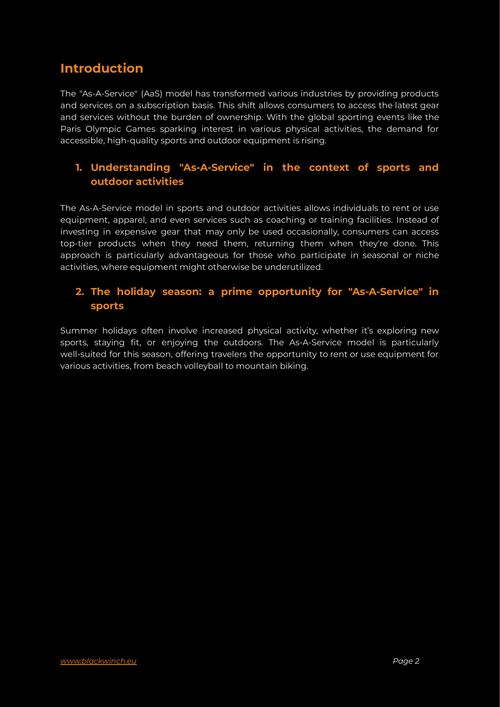 Introduction
The "As-A-Service" (AaS) model has transformed various industries by providing products
and services on a subscription basis. This shift allows consumers to access the latest gear
and services without the burden of ownership. With the global sporting events like the
Paris Olympic Games sparking interest in various physical activities, the demand for
accessible, high-quality sports and outdoor equipment is rising.
1. Understanding "As-A-Service" in the context of sports and
outdoor activities
The As-A-Service model in sports and outdoor activities allows individuals to rent or use
equipment, apparel, and even services such as coaching or training facilities. Instead of
investing in expensive gear that may only be used occasionally, consumers can access
top-tier products when they need them, returning them when they're done. This
approach is particularly advantageous for those who participate in seasonal or niche
activities, where equipment might otherwise be underutilized.
2. The holiday season: a prime opportunity for "As-A-Service" in
sports
Summer holidays often involve increased physical activity, whether it's exploring new
sports, staying fit, or enjoying the outdoors. The As-A-Service model is particularly
well-suited for this season, offering travelers the opportunity to rent or use equipment for
various activities, from beach volleyball to mountain biking.
www.blackwinch.eu
Page 2